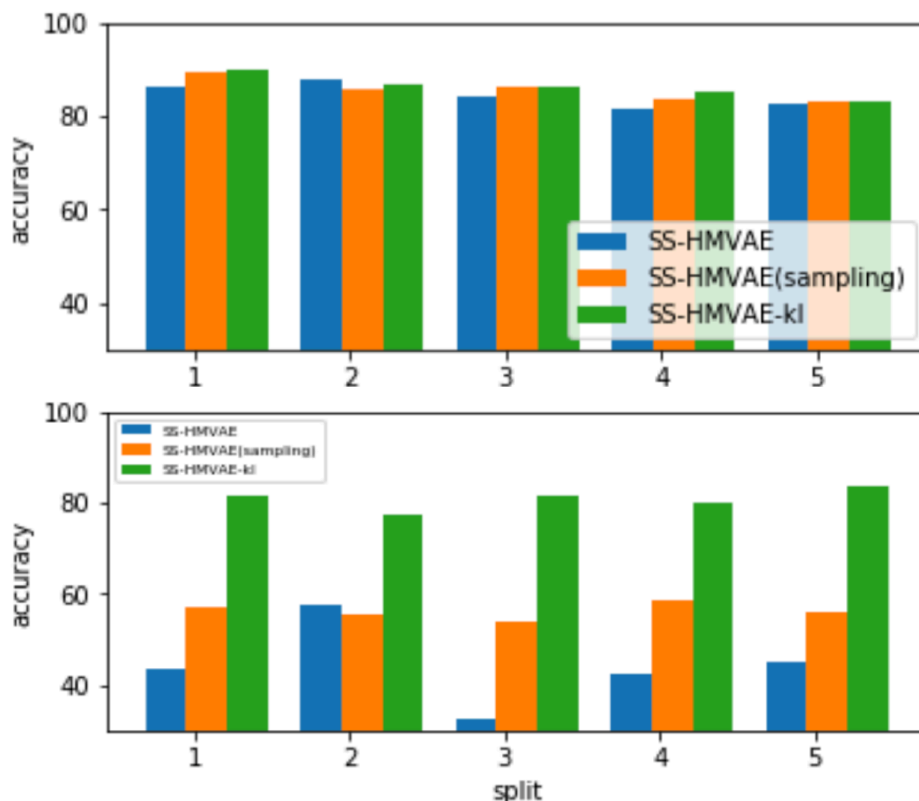 100
80
60
40
accuracy
SS-HMVAE
SS-HMVAE(sampling)
SS-HMVAE-kl
1 2 3 4 5
100
80
60
40
accuracy
SS-HMVAE
SS-HMVAE(sampling)
SS-HMVAE-kl
1 2 3 4 5
split